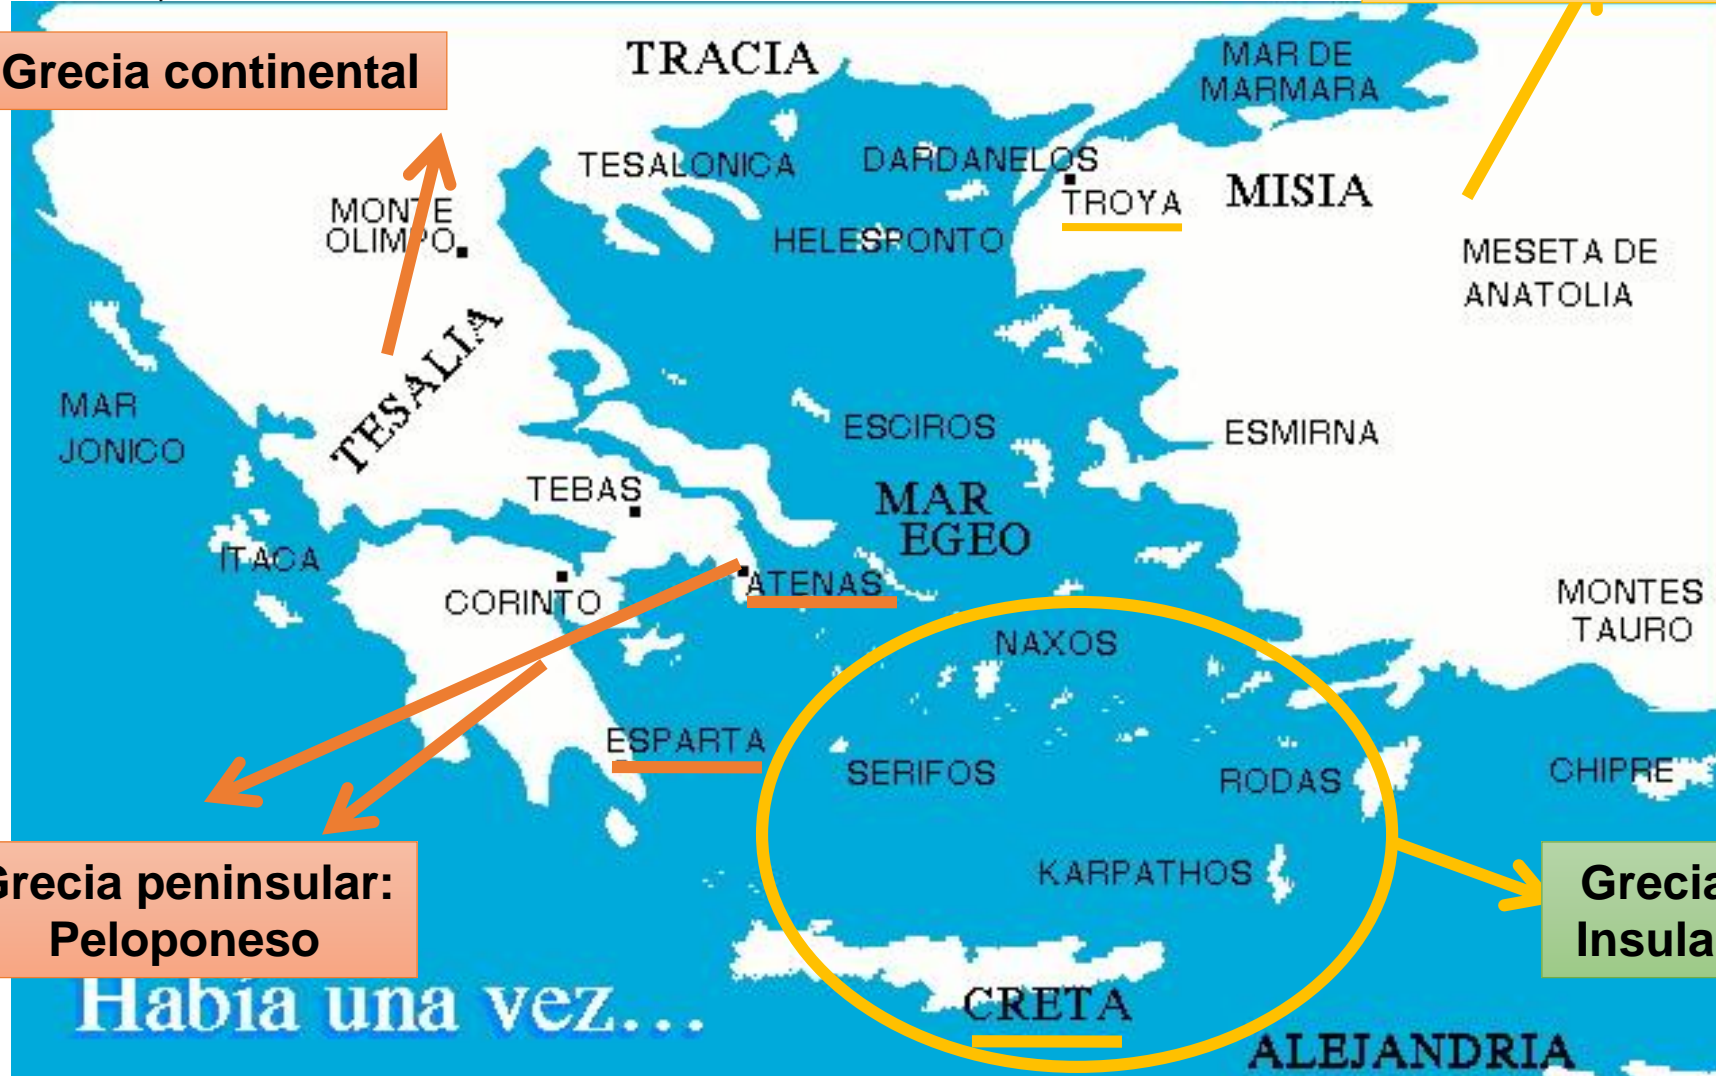 Grecia continental
TRACIA
MAR DE
MARMARA
TESALONICA
DARDANELOS
TROYA
MISIA
MONTE
OLIMPO
HELESPONTO
MESETA DE
ANATOLIA
TESALIA
MAR
JONICO
ESCIROS
ESMIRNA
TEBAS
MAR
EGEO
ITACA
CORINTO
ATENAS
MONTES
TAURO
NAXOS
ESPARTA
SERIFOS
RODAS
CHIPRE
KARPATHOS
Grecia peninsular:
Peloponeso
Grecia
Insular
CRETA
Había una vez...
ALEJANDRIA